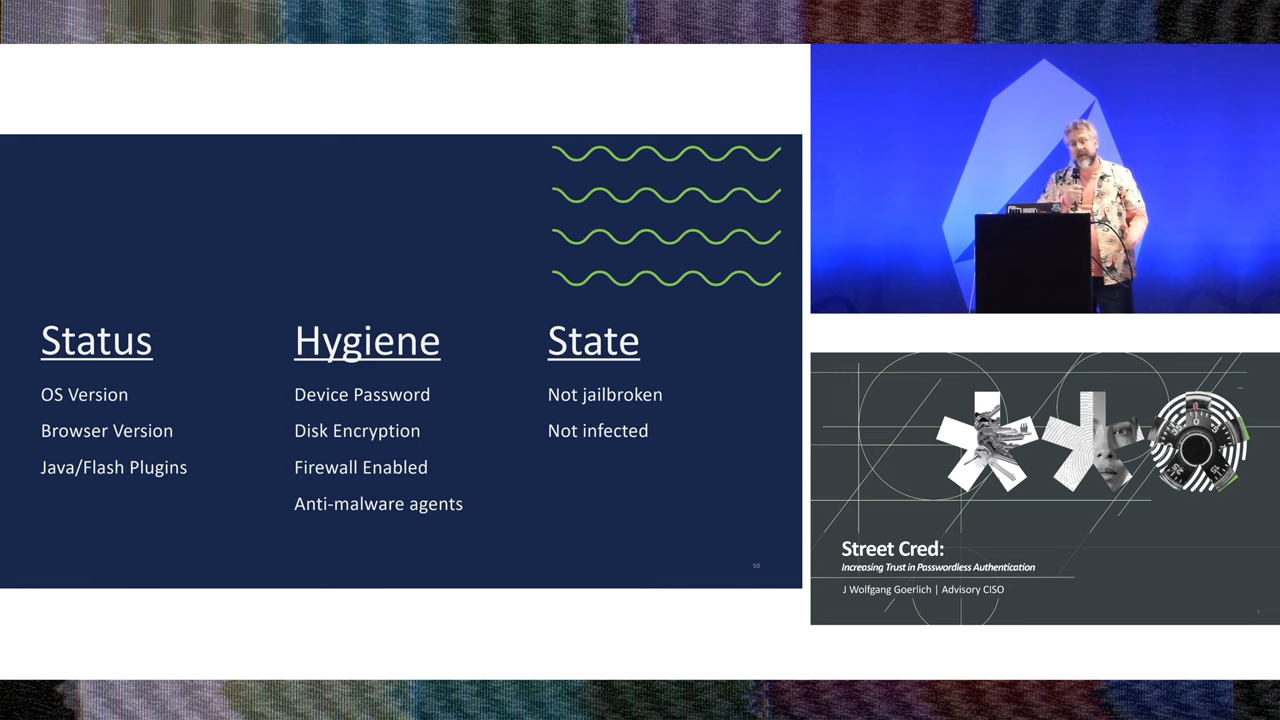 Status
OS Version
Browser Version
Java/Flash Plugins
Hygiene
Device Password
Disk Encryption
Firewall Enabled
Anti-malware agents
State
Not jailbroken
Not infected
50
Street Cred:
Increasing Trust in Passwordless Authentication
J Wolfgang Goerlich | Advisory CISO